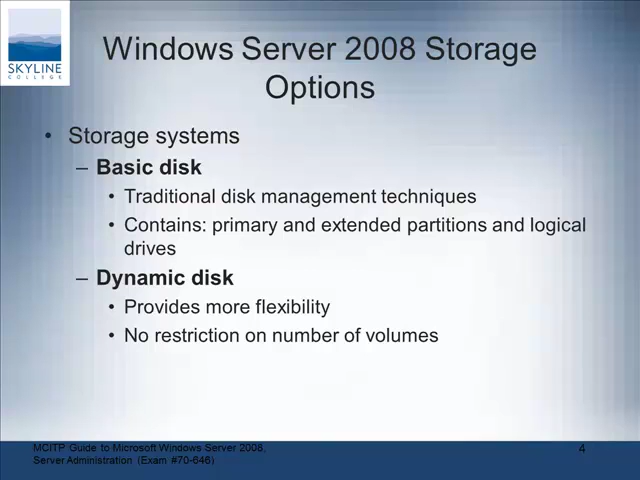 SKYLINE
COLLEGE
Windows Server 2008 Storage
Options
• Storage systems
– Basic disk
• Traditional disk management techniques
• Contains: primary and extended partitions and logical
drives
– Dynamic disk
• Provides more flexibility
• No restriction on number of volumes
MCITP Guide to Microsoft Windows Server 2008,
Server Administration (Exam #70-646)
4